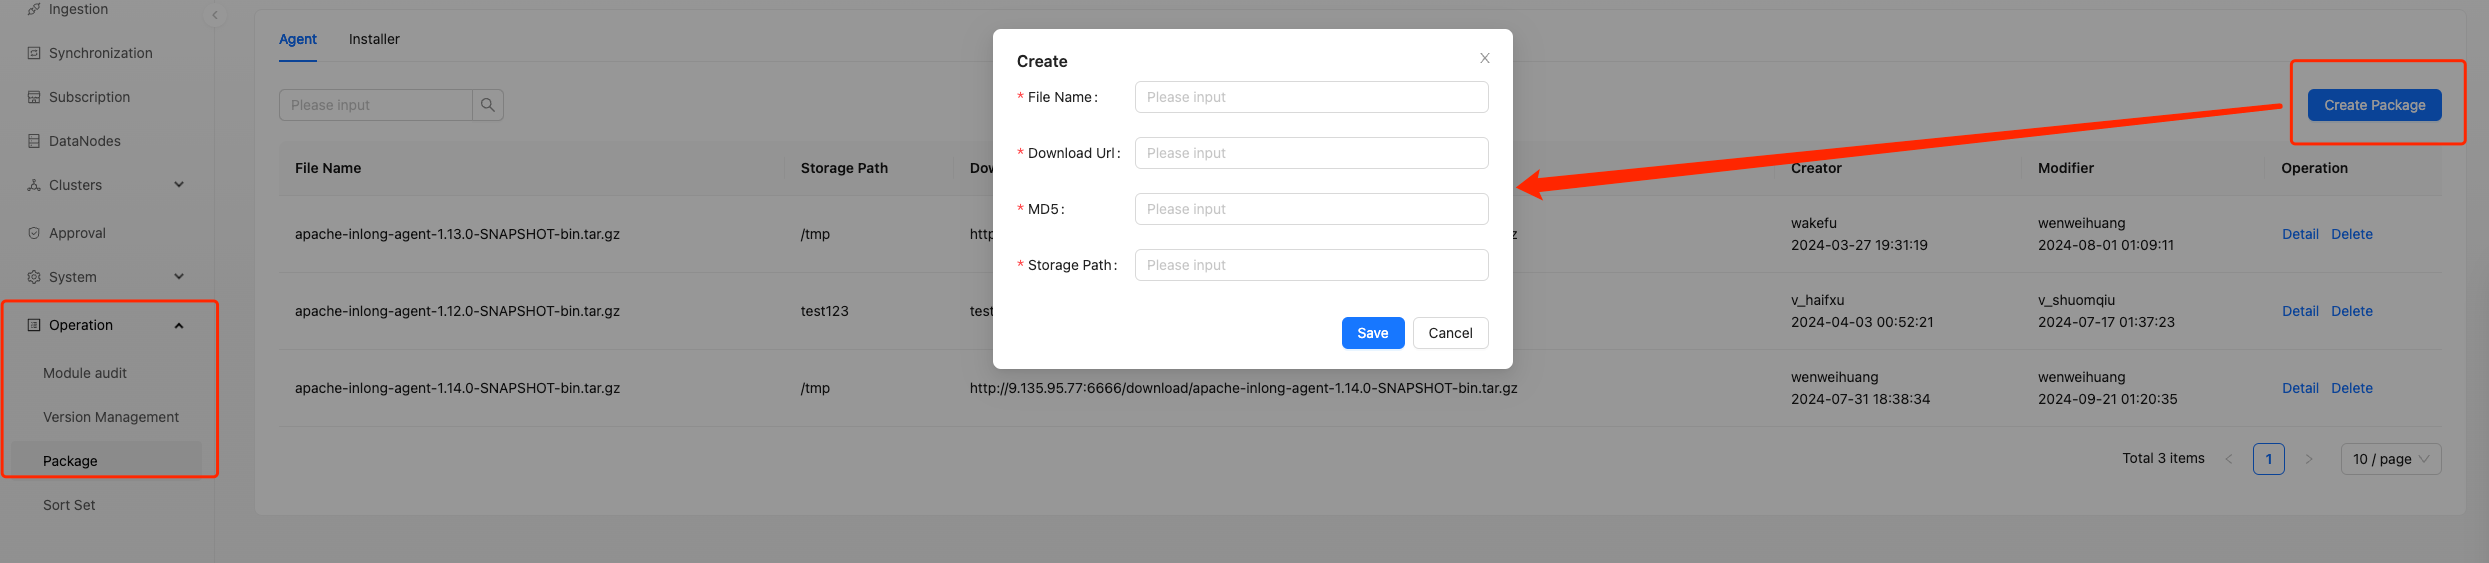 Ingestion
Synchronization
Subscription
DataNodes
Clusters
Approval
System
Operation
Module audit
Version Management
Package
Sort Set
Agent Installer
Please input
Create Package
File Name Storage Path Dow Creator Modifier Operation
apache-inlong-agent-1.13.0-SNAPSHOT-bin.tar.gz /tmp http z wakefu wenweihuang Detail Delete
2024-03-27 19:31:19 2024-08-01 01:09:11
apache-inlong-agent-1.12.0-SNAPSHOT-bin.tar.gz test123 test v_haifxu v_shuomqiu Detail Delete
2024-04-03 00:52:21 2024-07-17 01:37:23
apache-inlong-agent-1.14.0-SNAPSHOT-bin.tar.gz /tmp http://9.135.95.77:6666/download/apache-inlong-agent-1.14.0-SNAPSHOT-bin.tar.gz wenweihuang wenweihuang Detail Delete
2024-07-31 18:38:34 2024-09-21 01:20:35
Total 3 items < 1 > 10 / page
Create X
* File Name: Please input
* Download Url: Please input
* MD5: Please input
* Storage Path: Please input
Save Cancel